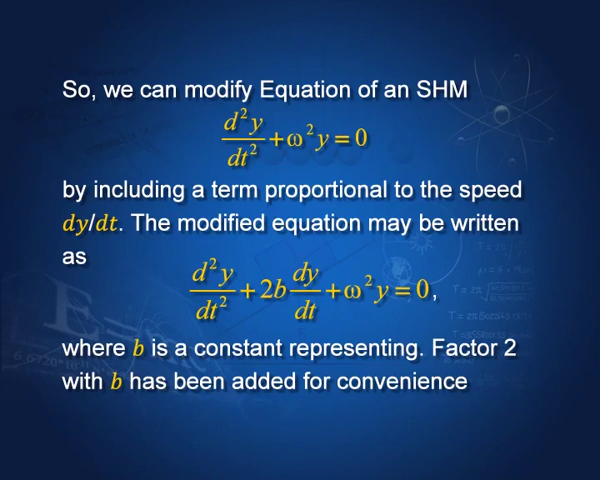 So, we can modify Equation of an SHM
d²y/dt² + ω²y = 0
by including a term proportional to the speed
dy/dt. The modified equation may be written
as
d²y/dt² + 2b dy/dt + ω²y = 0,
where b is a constant representing. Factor 2
with b has been added for convenience